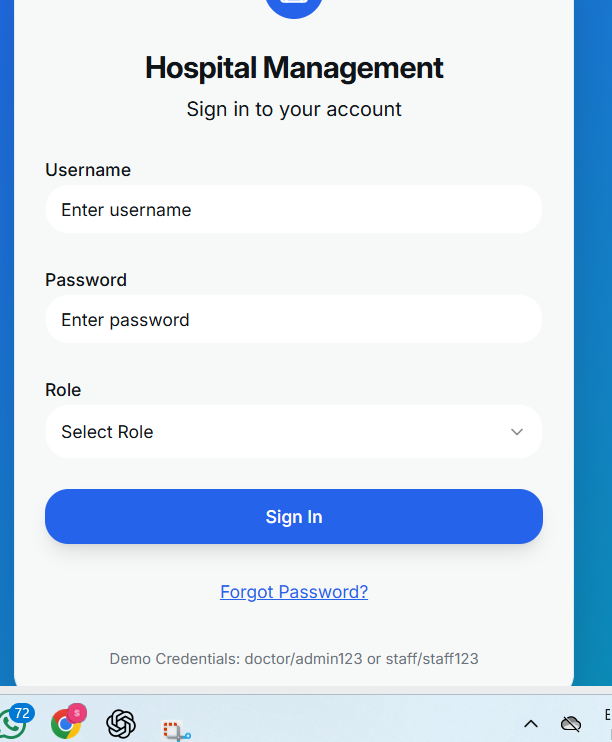 Hospital Management
Sign in to your account
Username
Enter username
Password
Enter password
Role
Select Role
Sign In
Forgot Password?
Demo Credentials: doctor/admin123 or staff/staff123
72
S
E